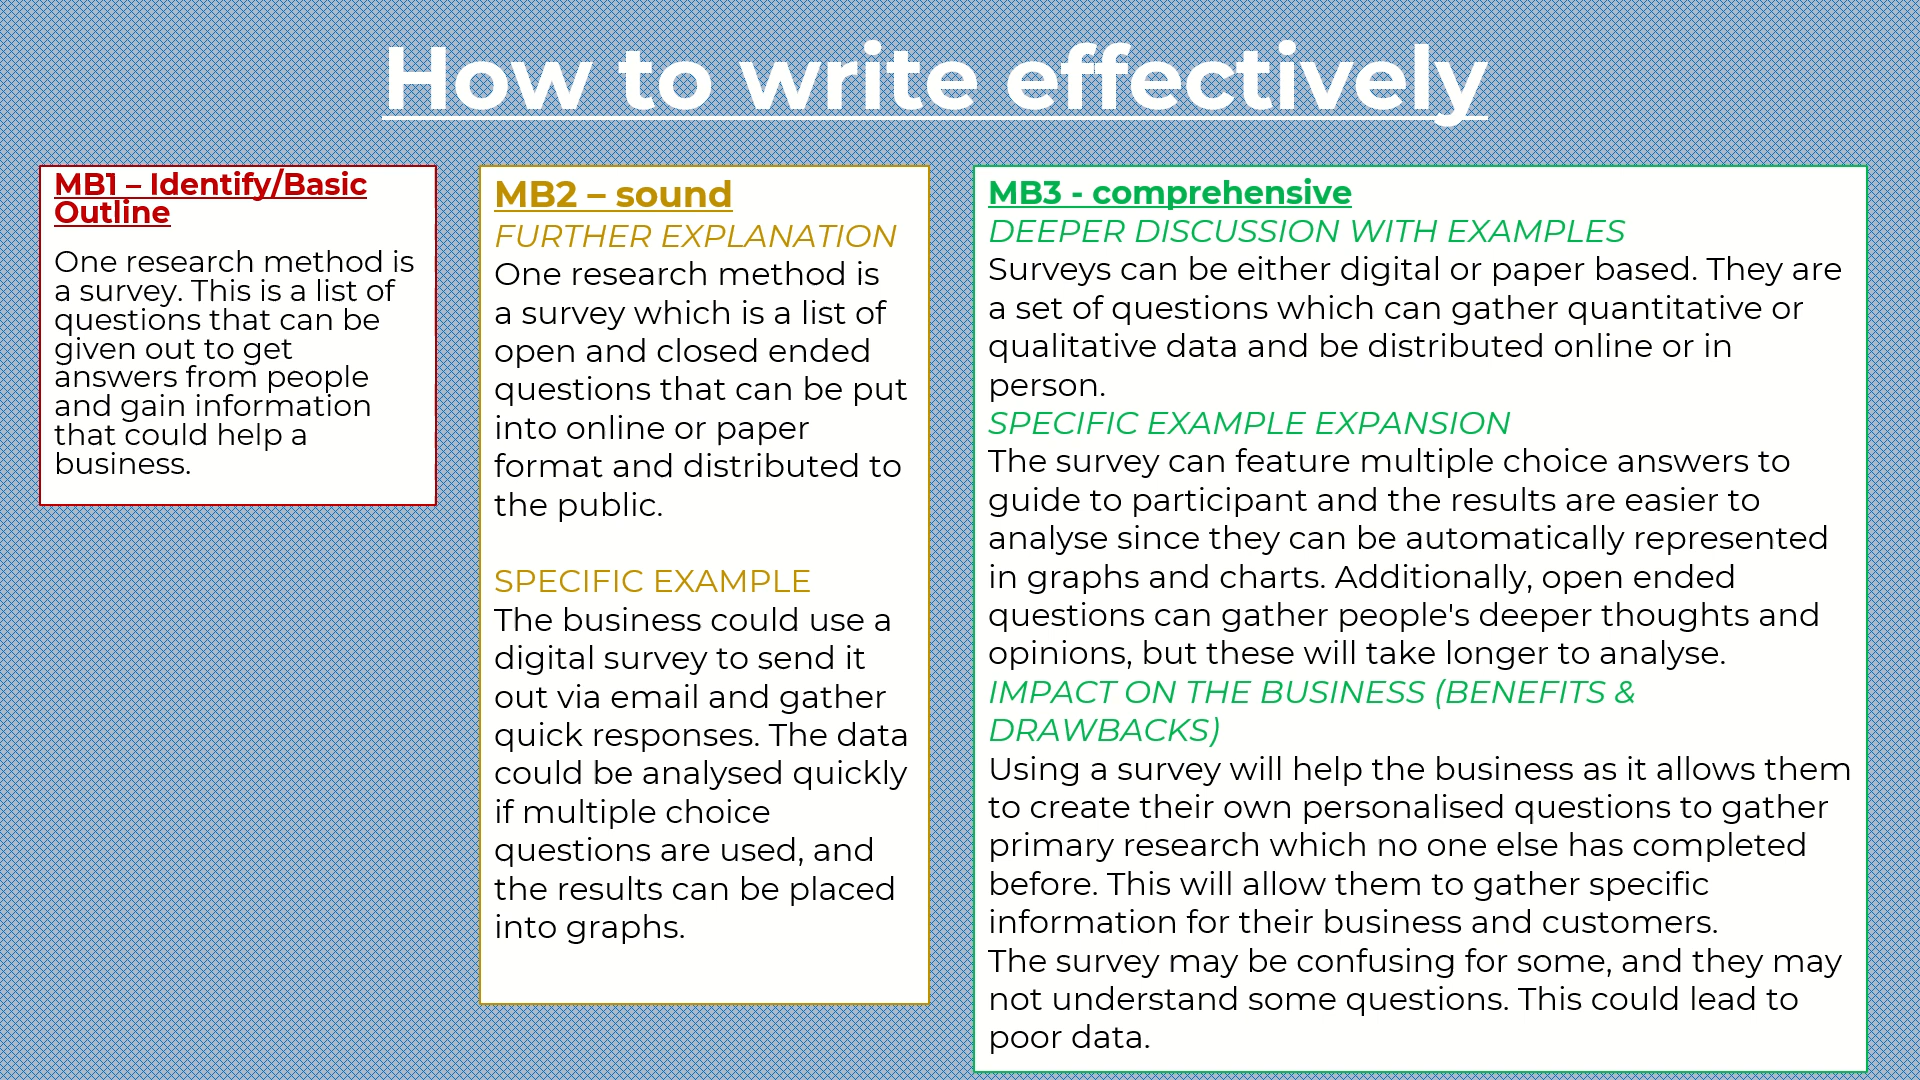 How to write effectively
MB1 – Identify/Basic
Outline
One research method is
a survey. This is a list of
questions that can be
given out to get
answers from people
and gain information
that could help a
business.
MB2 – sound
FURTHER EXPLANATION
One research method is
a survey which is a list of
open and closed ended
questions that can be put
into online or paper
format and distributed to
the public.
SPECIFIC EXAMPLE
The business could use a
digital survey to send it
out via email and gather
quick responses. The data
could be analysed quickly
if multiple choice
questions are used, and
the results can be placed
into graphs.
MB3 - comprehensive
DEEPER DISCUSSION WITH EXAMPLES
Surveys can be either digital or paper based. They are
a set of questions which can gather quantitative or
qualitative data and be distributed online or in
person.
SPECIFIC EXAMPLE EXPANSION
The survey can feature multiple choice answers to
guide to participant and the results are easier to
analyse since they can be automatically represented
in graphs and charts. Additionally, open ended
questions can gather people's deeper thoughts and
opinions, but these will take longer to analyse.
IMPACT ON THE BUSINESS (BENEFITS &
DRAWBACKS)
Using a survey will help the business as it allows them
to create their own personalised questions to gather
primary research which no one else has completed
before. This will allow them to gather specific
information for their business and customers.
The survey may be confusing for some, and they may
not understand some questions. This could lead to
poor data.